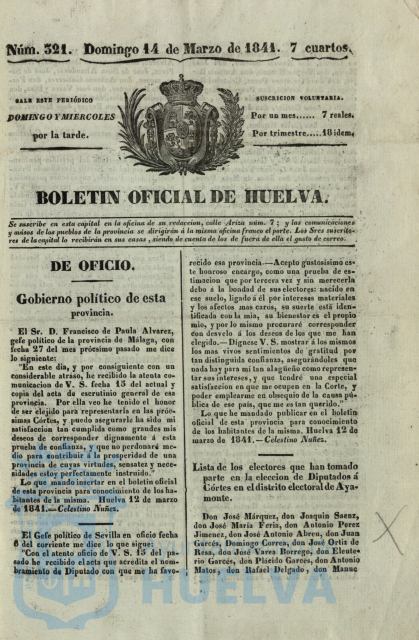 Núm. 321. Domingo 14 de Marzo de 1841. 7 cuartos.
SALE ESTE PERIÓDICO
DOMINGO Y MIERCOLES
por la tarde.
SUSCRICION VOLUNTARIA.
Por un mes...... 7 reales.
Por trimestre..... 18 idem.
BOLETIN OFICIAL DE HUELVA.
Se suscribe en esta capital en la oficina de su redaccion, calle Ariza núm. 7; y las comunicaciones
y avisos de los pueblos de la provincia se dirigirán á la misma oficina franco el porte. Los Sres suscrito-
res de la capital lo recibirán en sus casas, siendo de cuenta de los de fuera de ella el gasto de correo.
DE OFICIO.
Gobierno político de esta
provincia.
El Sr. D. Francisco de Paula Alvarez,
gefe político de la provincia de Málaga, con
fecha 27 del mes prócsimo pasado me dice
lo siguiente:
"En este dia, y por consiguiente con un
considerable atraso, he recibido la atenta co-
municacion de V. S. fecha 15 del actual y
copia del acta de escrutinio general de esa
provincia. Por ella veo he tenido el honor
de ser elegido para representarla en las próc-
simas Córtes, y puedo asegurarle ha sido mi
satisfaccion tan cumplida como grandes mis
deseos de corresponder dignamente á esta
prueba de confianza, y que no perdonaré me-
dio para contribuir á la prosperidad de una
provincia de cuyas virtudes, sensatez y nece-
sidades estoy perfectamente instruido."
Lo que mando insertar en el boletin oficial
de esta provincia para conocimiento de los ha-
bitantes de la misma. Huelva 12 de marzo
de 1841.—Celestino Nuñez.
El Gefe político de Sevilla en oficio fecha
6 del corriente me dice lo que sigue:
"Con el atento oficio de V. S. 15 del pa-
sado he recibido el acta que acredita el nom-
bramiento de Diputado con que me ha favo-
recido esa provincia.—Acepto gustosisimo es-
te honroso encargo, como una prueba de es-
timacion que por tercera vez y sin merecerla
debo á la bondad de sus electores: nacido en
ese suelo, ligado á él por intereses materiales
y los afectos mas caros, su suerte está iden-
tificada con la mia, su bienestar es el propio
mio, y por lo mismo procuraré corresponder
con desvelo á los deseos de los que me han
elegido.—Dígnese V. S. mostrar á los mismos
los mas vivos sentimientos de gratitud por
tan distinguida confianza, asegurándoles que
nada hay para mí tan alagüeño como represen-
tar sus intereses, y que tendré una especial
satisfaccion en que me ocupen en la Córte, y
poder emplearme en obsequio de la causa pú-
blica de ese pais, que me es tan querido."
Lo que he mandado publicar en el boletin
oficial de esta provincia para conocimiento de
los habitantes de la misma. Huelva 12 de
marzo de 1841.—Celestino Nuñez.
Lista de los electores que han tomado
parte en la eleccion de Diputados á
Córtes en el distrito electoral de Aya-
monte.
Don José Márquez, don Joaquin Saenz,
don José María Feria, don Antonio Perez
Jimenez, don José Antonio Abreu, don Juan
Garcés, Domingo Correa, don José Ortiz de
Resa, don José Varea Borrego, don Eleute-
rio Garcés, don Plácido Garces, don Antonio
Matos, don Rafael Delgado, don Manue
HUELVA